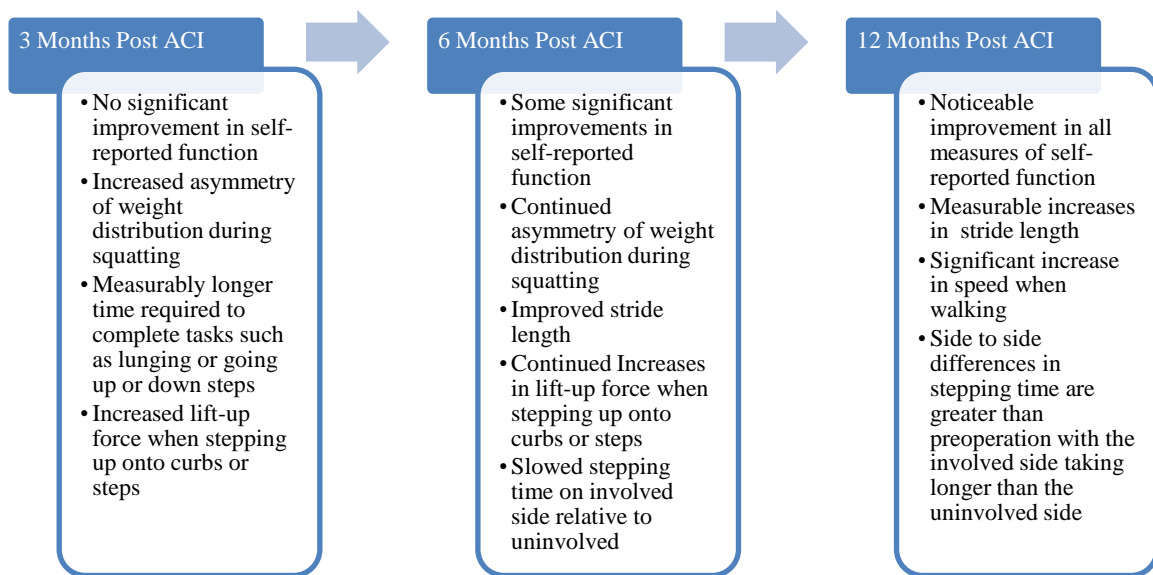 3 Months Post ACI
• No significant
improvement in self-
reported function
• Increased asymmetry
of weight
distribution during
squatting
• Measurably longer
time required to
complete tasks such
as lunging or going
up or down steps
• Increased lift-up
force when stepping
up onto curbs or
steps
6 Months Post ACI
• Some significant
improvements in
self-reported
function
• Continued
asymmetry of weight
distribution during
squatting
• Improved stride
length
• Continued Increases
in lift-up force when
stepping up onto
curbs or steps
• Slowed stepping
time on involved
side relative to
uninvolved
12 Months Post ACI
• Noticeable
improvement in all
measures of self-
reported function
• Measurable increases
in stride length
• Significant increase
in speed when
walking
• Side to side
differences in
stepping time are
greater than
preoperation with the
involved side taking
longer than the
uninvolved side